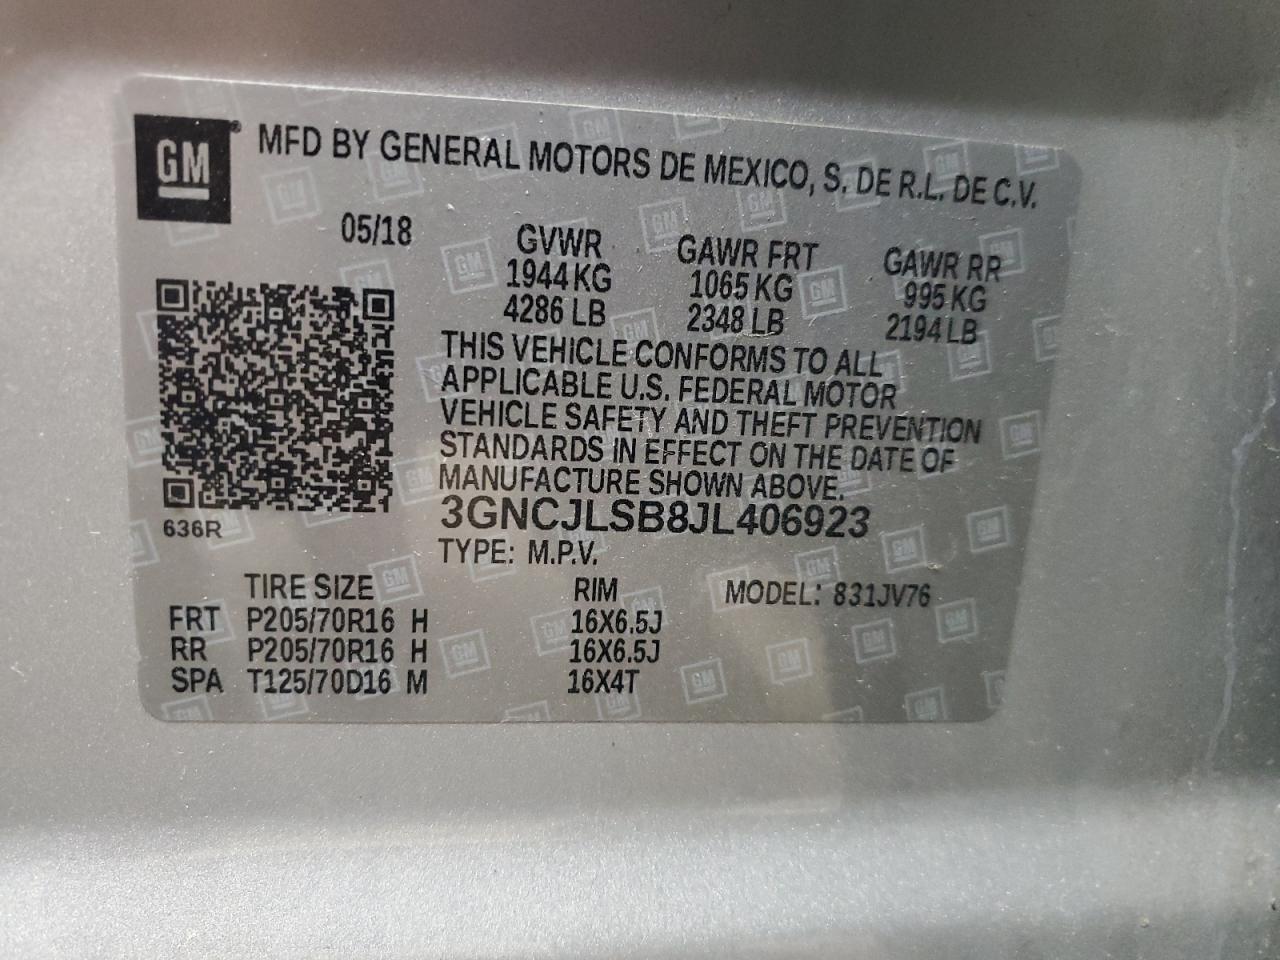 GM® MFD BY GENERAL MOTORS DE MEXICO, S. DE R.L. DE C.V.
05/18
GVWR GAWR FRT GAWR RR
1944 KG 1065 KG 995 KG
4286 LB 2348 LB 2194 LB
THIS VEHICLE CONFORMS TO ALL
APPLICABLE U.S. FEDERAL MOTOR
VEHICLE SAFETY AND THEFT PREVENTION
STANDARDS IN EFFECT ON THE DATE OF
MANUFACTURE SHOWN ABOVE.
3GNCJLSB8JL406923
636R
TYPE: M.P.V.
TIRE SIZE RIM MODEL: 831JV76
FRT P205/70R16 H 16X6.5J
RR P205/70R16 H 16X6.5J
SPA T125/70D16 M 16X4T